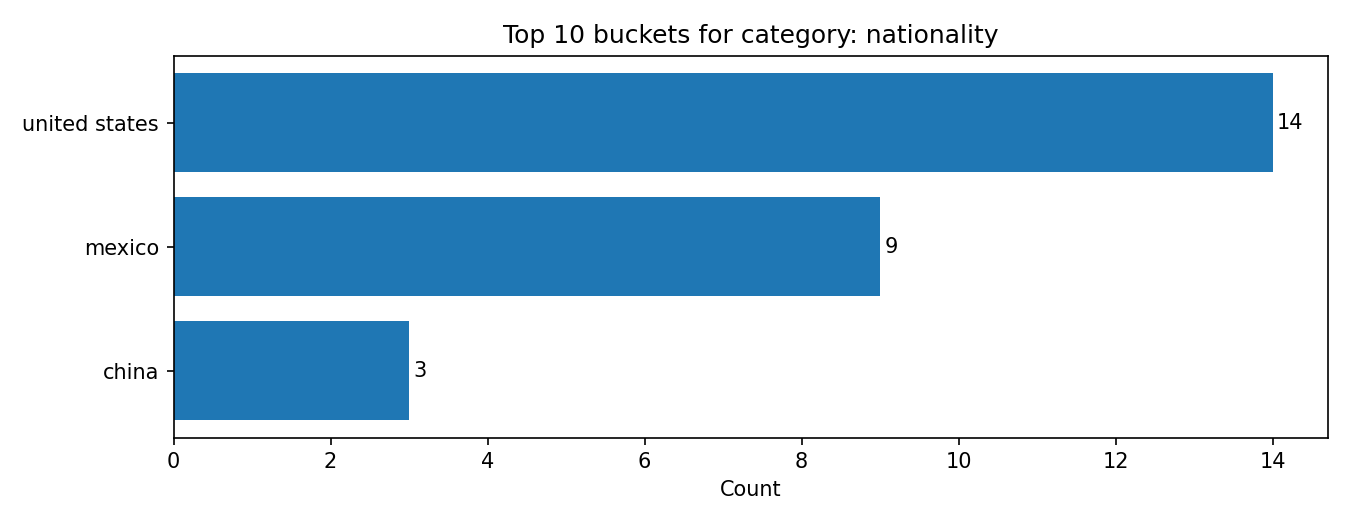 Top 10 buckets for category: nationality
united states 14
mexico 9
china 3
0 2 4 6 8 10 12 14
Count